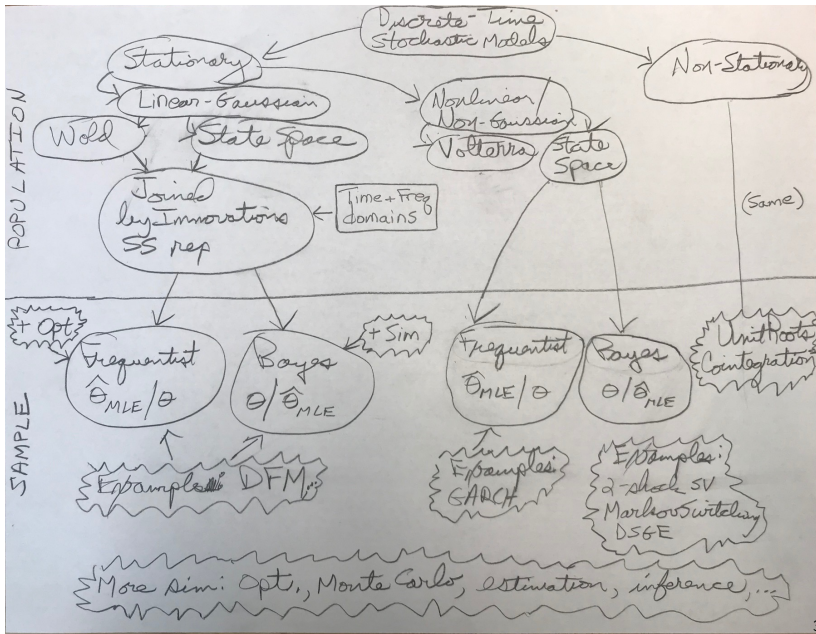 Discrete-Time
Stochastic Models
Stationary
Non-Stationary
Linear-Gaussian
Nonlinear/
Non-Gaussian
Wold
State Space
Volterra
State
Space
POPULATION
Joined
by Innovations
SS rep
Time+Freq
domains
(Same)
+ Opt
Frequentist
θ̂MLE/θ
Bayes
θ/θ̂MLE
+ Sim
Frequentist
θ̂MLE/θ
Bayes
θ/θ̂MLE
Unit Roots
Cointegration
SAMPLE
Examples: DFM...
Examples:
GARCH
Examples:
2-shock SV
Markov Switching
DSGE
More sim: Opt., Monte Carlo, estimation, inference,...
3